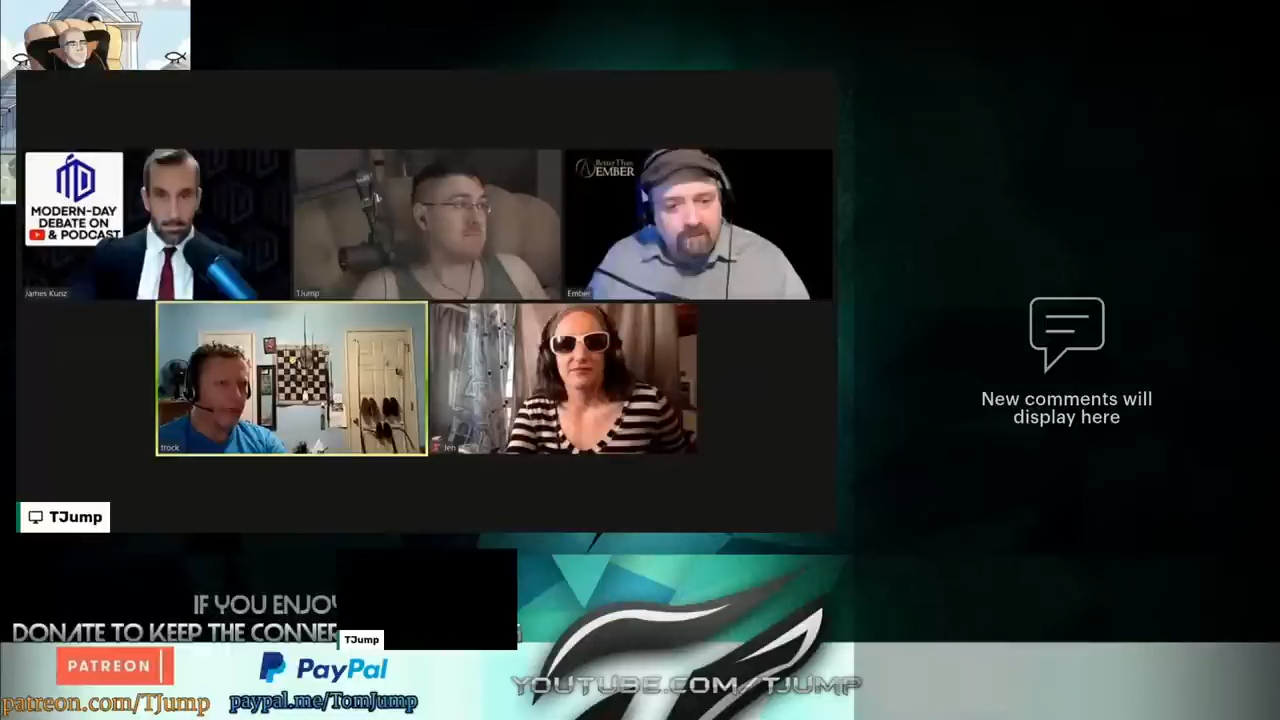 MODERN-DAY
DEBATE ON
& PODCAST
James Kunz
TJump
Better Than
EMBER
Ember
trock
Jen
New comments will
display here
TJump
IF YOU ENJOY
DONATE TO KEEP THE CONVER
TJump
PATREON
PayPal
patreon.com/TJump
paypal.me/TomJump
YOUTUBE.COM/TJUMP